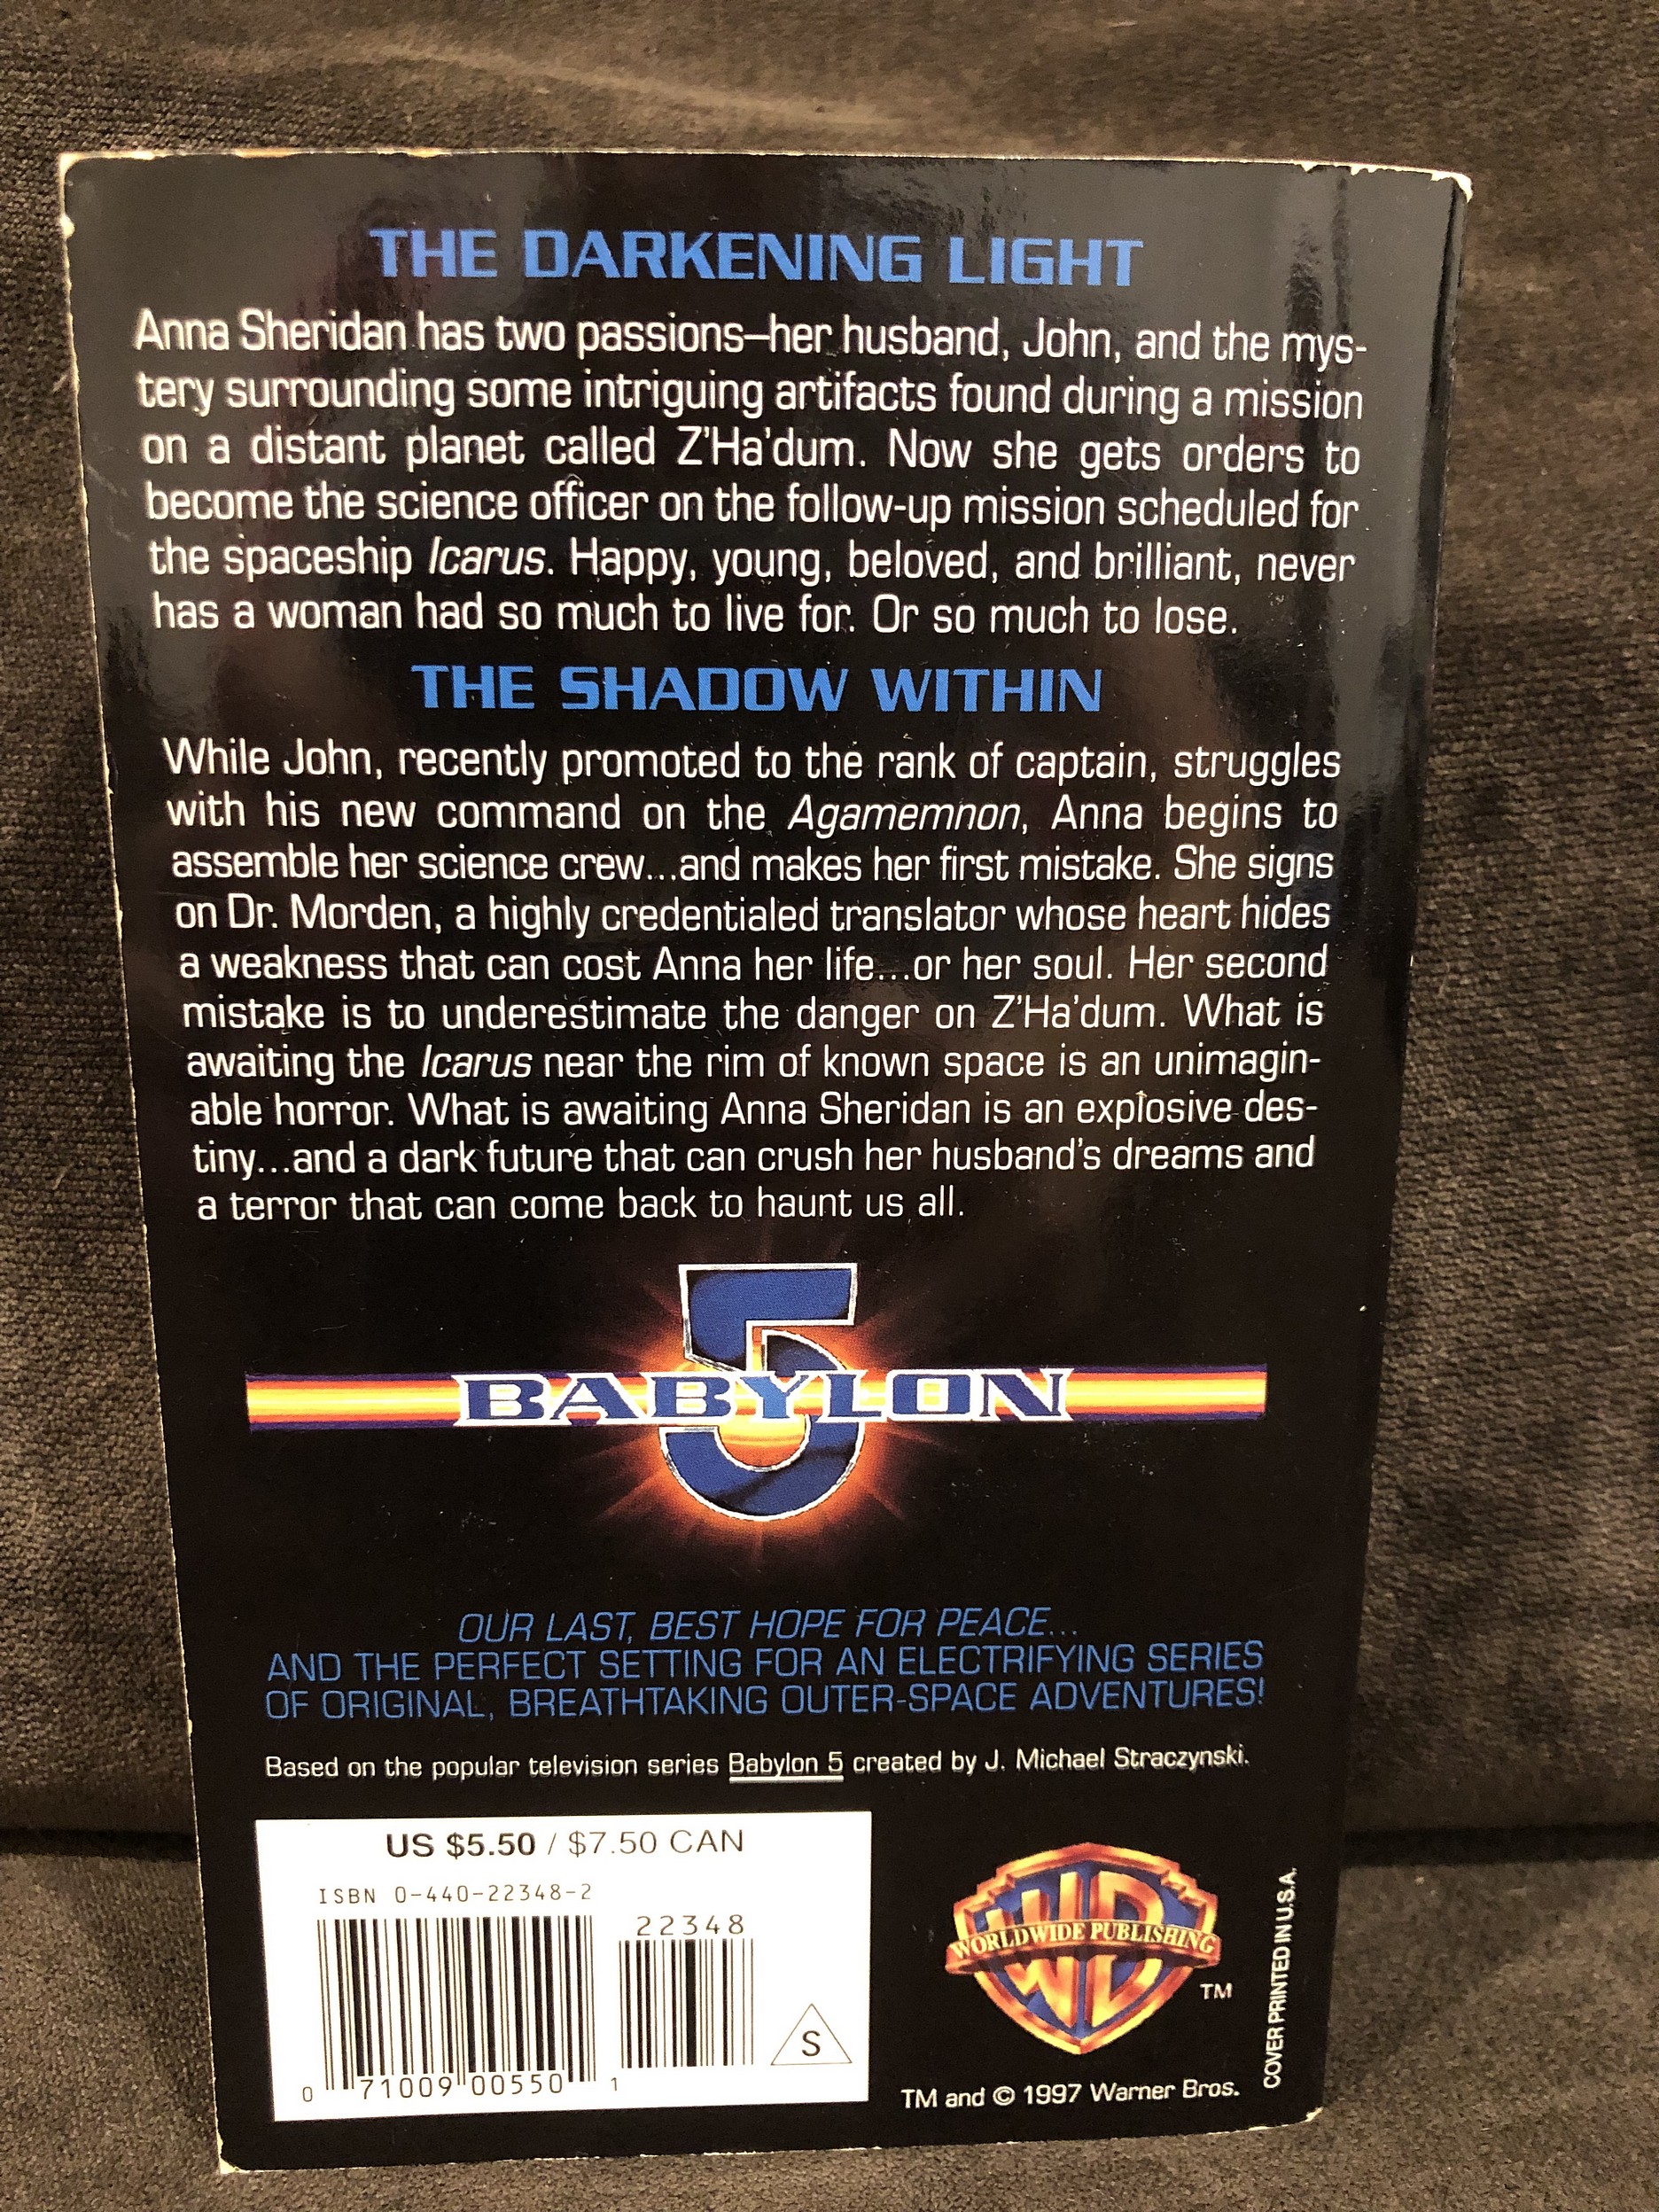 THE DARKENING LIGHT
Anna Sheridan has two passions—her husband, John, and the mys-
tery surrounding some intriguing artifacts found during a mission
on a distant planet called Z'Ha'dum. Now she gets orders to
become the science officer on the follow-up mission scheduled for
the spaceship Icarus. Happy, young, beloved, and brilliant, never
has a woman had so much to live for. Or so much to lose.
THE SHADOW WITHIN
While John, recently promoted to the rank of captain, struggles
with his new command on the Agamemnon, Anna begins to
assemble her science crew...and makes her first mistake. She signs
on Dr. Morden, a highly credentialed translator whose heart hides
a weakness that can cost Anna her life...or her soul. Her second
mistake is to underestimate the danger on Z'Ha'dum. What is
awaiting the Icarus near the rim of known space is an unimagin-
able horror. What is awaiting Anna Sheridan is an explosive des-
tiny...and a dark future that can crush her husband's dreams and
a terror that can come back to haunt us all.
5
BABYLON
OUR LAST, BEST HOPE FOR PEACE...
AND THE PERFECT SETTING FOR AN ELECTRIFYING SERIES
OF ORIGINAL, BREATHTAKING OUTER-SPACE ADVENTURES!
Based on the popular television series Babylon 5 created by J. Michael Straczynski.
US $5.50 / $7.50 CAN
ISBN 0-440-22348-2
22348
0 71009 00550 1
S
WB
WORLDWIDE PUBLISHING
TM
TM and © 1997 Warner Bros.
COVER PRINTED IN U.S.A.